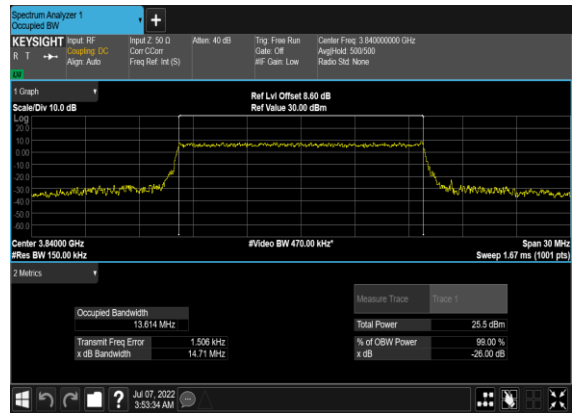 Spectrum Analyzer 1
Occupied BW
KEYSIGHT Input: RF Input Z: 50 Ω Atten: 40 dB Trig: Free Run Center Freq: 3.840000000 GHz
R T Coupling: DC Corr CCorr Gate: Off Avg|Hold: 500/500
Align: Auto Freq Ref: Int (S) #IF Gain: Low Radio Std: None
1 Graph
Ref Lvl Offset 8.60 dB
Scale/Div 10.0 dB Ref Value 30.00 dBm
Log
20.0
10.0
0.00
-10.0
-20.0
-30.0
-40.0
-50.0
-60.0
Center 3.84000 GHz #Video BW 470.00 kHz* Span 30 MHz
#Res BW 150.00 kHz Sweep 1.67 ms (1001 pts)
2 Metrics
Measure Trace Trace 1
Occupied Bandwidth
13.614 MHz Total Power 25.5 dBm
Transmit Freq Error 1.506 kHz % of OBW Power 99.00 %
x dB Bandwidth 14.71 MHz x dB -26.00 dB
? Jul 07, 2022
3:53:34 AM